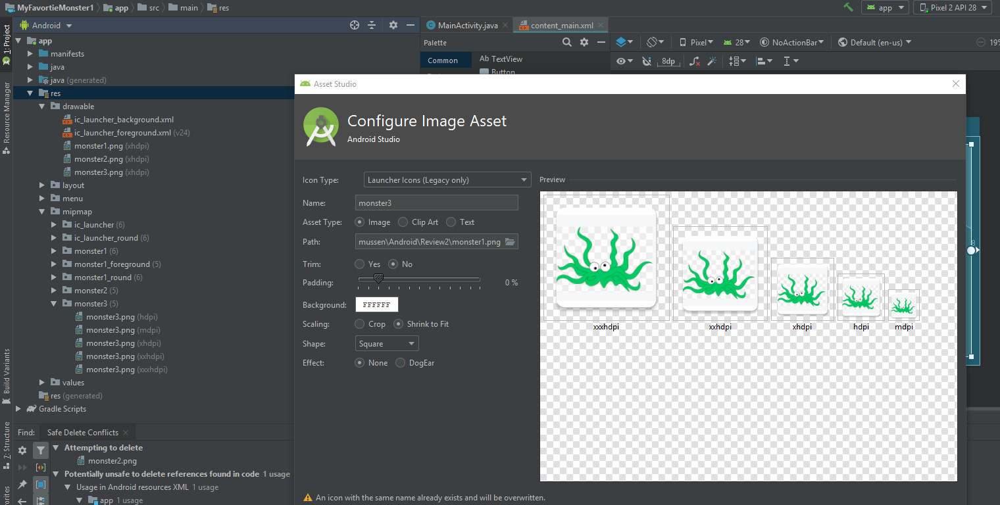 MyFavortieMonster1 app src main res
app Pixel 2 API 28
1: Project
Resource Manager
Build Variants
7: Structure
Android
app
manifests
java
java (generated)
res
drawable
ic_launcher_background.xml
ic_launcher_foreground.xml (v24)
monster1.png (xhdpi)
monster2.png (xhdpi)
monster3.png (xhdpi)
layout
menu
mipmap
ic_launcher (6)
ic_launcher_round (6)
monster1 (6)
monster1_foreground (5)
monster1_round (6)
monster2 (5)
monster3 (5)
monster3.png (hdpi)
monster3.png (mdpi)
monster3.png (xhdpi)
monster3.png (xxhdpi)
monster3.png (xxxhdpi)
values
res (generated)
Gradle Scripts
Find: Safe Delete Conflicts
Attempting to delete
monster2.png
Potentially unsafe to delete references found in code 1 usage
Usage in Android resources XML 1 usage
app 1 usage
MainActivity.java content_main.xml
Palette
Pixel 28 NoActionBar Default (en-us) 19%
Common
Ab TextView
Button
8dp
Asset Studio
Configure Image Asset
Android Studio
Icon Type: Launcher Icons (Legacy only)
Name: monster3
Asset Type: Image Clip Art Text
Path: mussen\Android\Review2\monster1.png
Trim: Yes No
Padding: 0 %
Background: FFFFFF
Scaling: Crop Shrink to Fit
Shape: Square
Effect: None DogEar
Preview
xxxhdpi xxhdpi xhdpi hdpi mdpi
An icon with the same name already exists and will be overwritten.
8